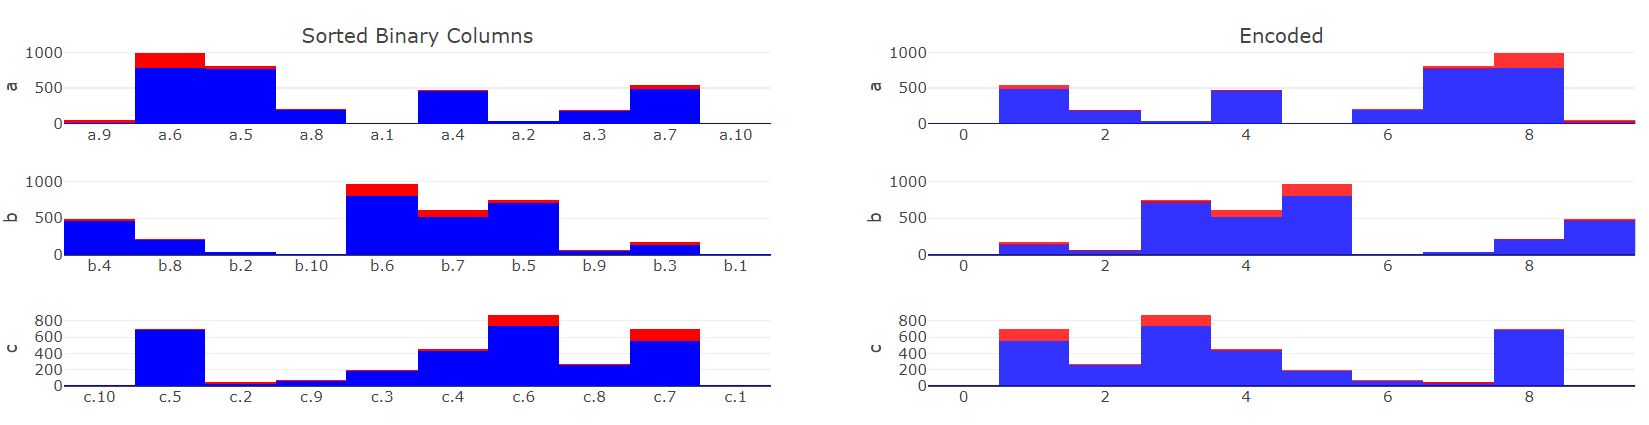 Sorted Binary Columns
a
1000
500
0
a.9 a.6 a.5 a.8 a.1 a.4 a.2 a.3 a.7 a.10
b
1000
500
0
b.4 b.8 b.2 b.10 b.6 b.7 b.5 b.9 b.3 b.1
c
800
600
400
200
0
c.10 c.5 c.2 c.9 c.3 c.4 c.6 c.8 c.7 c.1
Encoded
a
1000
500
0
0 2 4 6 8
b
1000
500
0
0 2 4 6 8
c
800
600
400
200
0
0 2 4 6 8